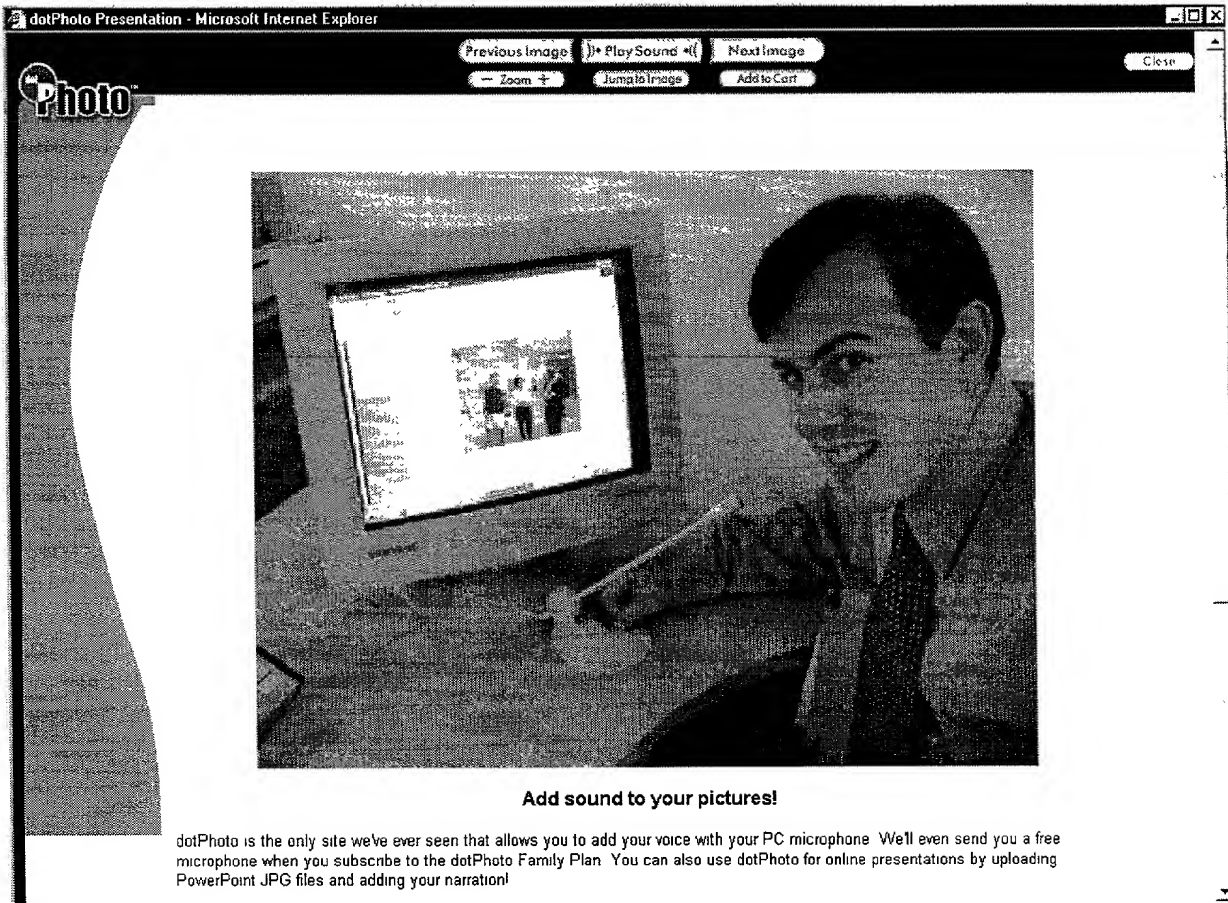 dotPhoto Presentation - Microsoft Internet Explorer
Previous Image Play Sound Next Image
Close
Zoom Jump to Image Add to Cart
Photo
Add sound to your pictures!
dotPhoto is the only site we've ever seen that allows you to add your voice with your PC microphone We'll even send you a free
microphone when you subscribe to the dotPhoto Family Plan You can also use dotPhoto for online presentations by uploading
PowerPoint JPG files and adding your narration!